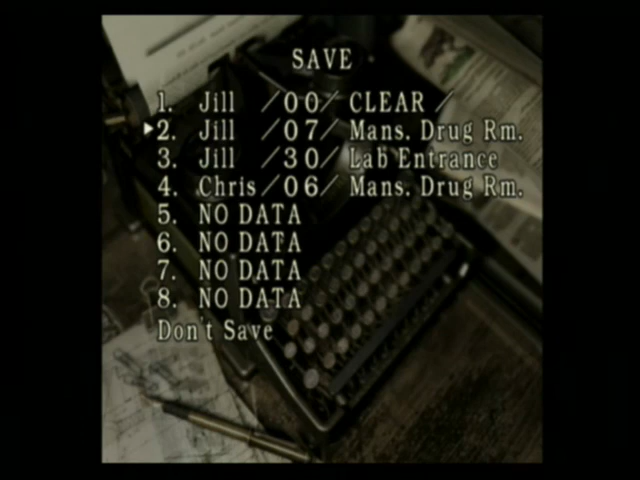 SAVE
1. Jill /00/ CLEAR /
2. Jill /07/ Mans. Drug Rm.
3. Jill /30/ Lab Entrance
4. Chris/06/ Mans. Drug Rm.
5. NO DATA
6. NO DATA
7. NO DATA
8. NO DATA
Don't Save